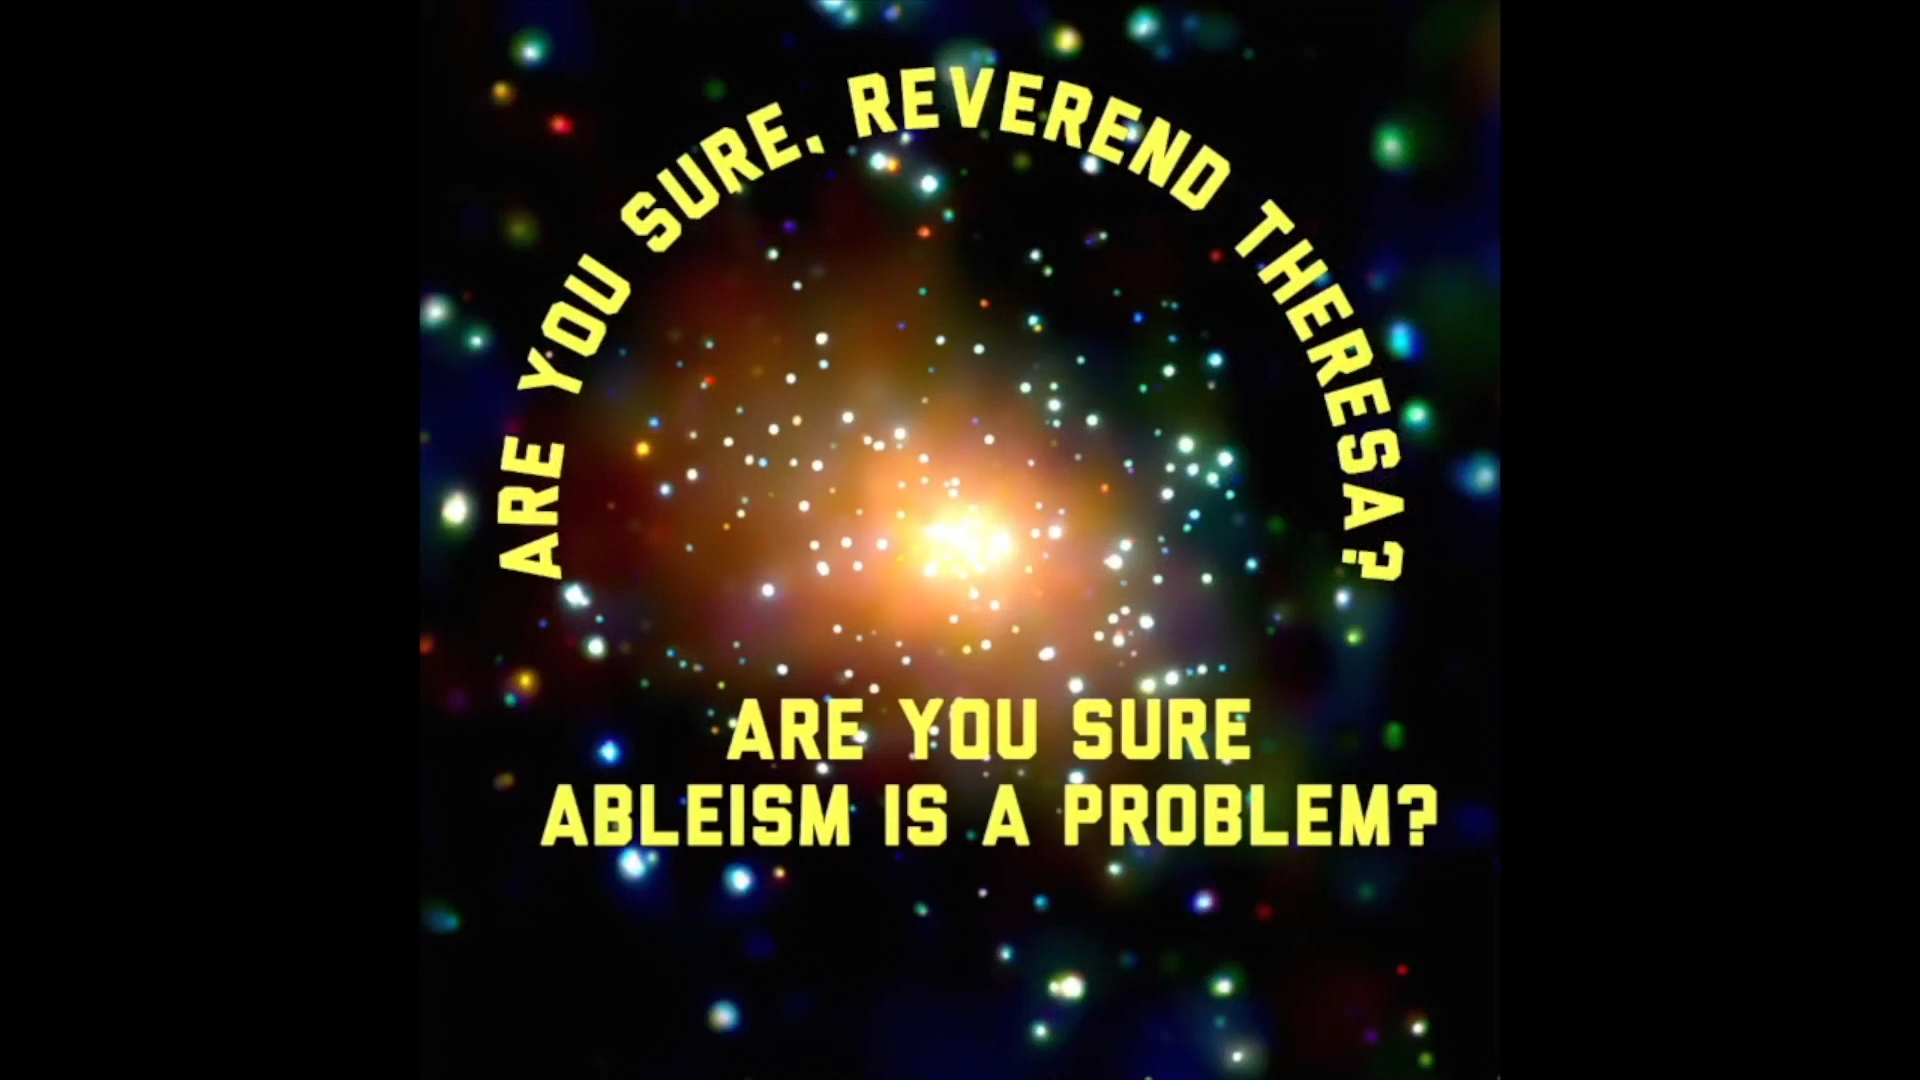 ARE YOU SURE, REVEREND THERESA?
ARE YOU SURE
ABLEISM IS A PROBLEM?